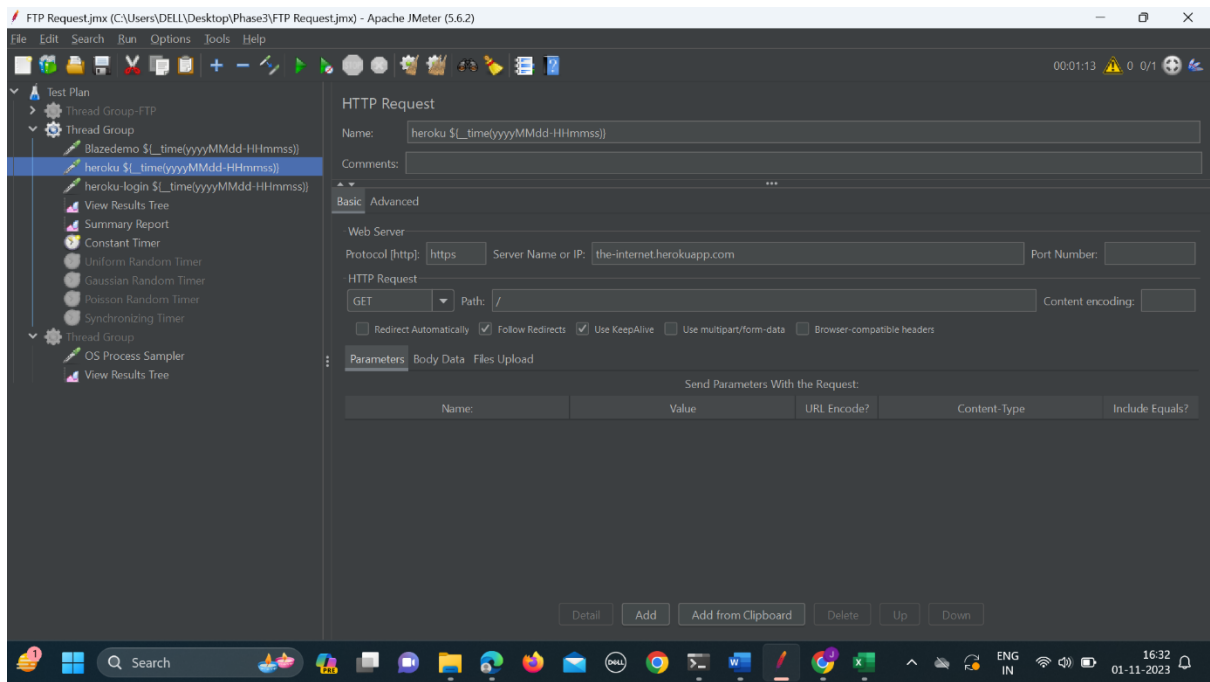 FTP Request.jmx (C:\Users\DELL\Desktop\Phase3\FTP Request.jmx) - Apache JMeter (5.6.2)
File Edit Search Run Options Tools Help
00:01:13 0 0/1
Test Plan
Thread Group-FTP
Thread Group
Blazedemo ${__time(yyyyMMdd-HHmmss)}
heroku ${__time(yyyyMMdd-HHmmss)}
heroku-login ${__time(yyyyMMdd-HHmmss)}
View Results Tree
Summary Report
Constant Timer
Uniform Random Timer
Gaussian Random Timer
Poisson Random Timer
Synchronizing Timer
Thread Group
OS Process Sampler
View Results Tree
HTTP Request
Name: heroku ${__time(yyyyMMdd-HHmmss)}
Comments:
Basic Advanced
Web Server
Protocol [http]: https Server Name or IP: the-internet.herokuapp.com Port Number:
HTTP Request
GET Path: / Content encoding:
Redirect Automatically Follow Redirects Use KeepAlive Use multipart/form-data Browser-compatible headers
Parameters Body Data Files Upload
Send Parameters With the Request:
Name: Value URL Encode? Content-Type Include Equals?
Detail Add Add from Clipboard Delete Up Down
1 Search PRE DELL W J X ENG 16:32
IN 01-11-2023